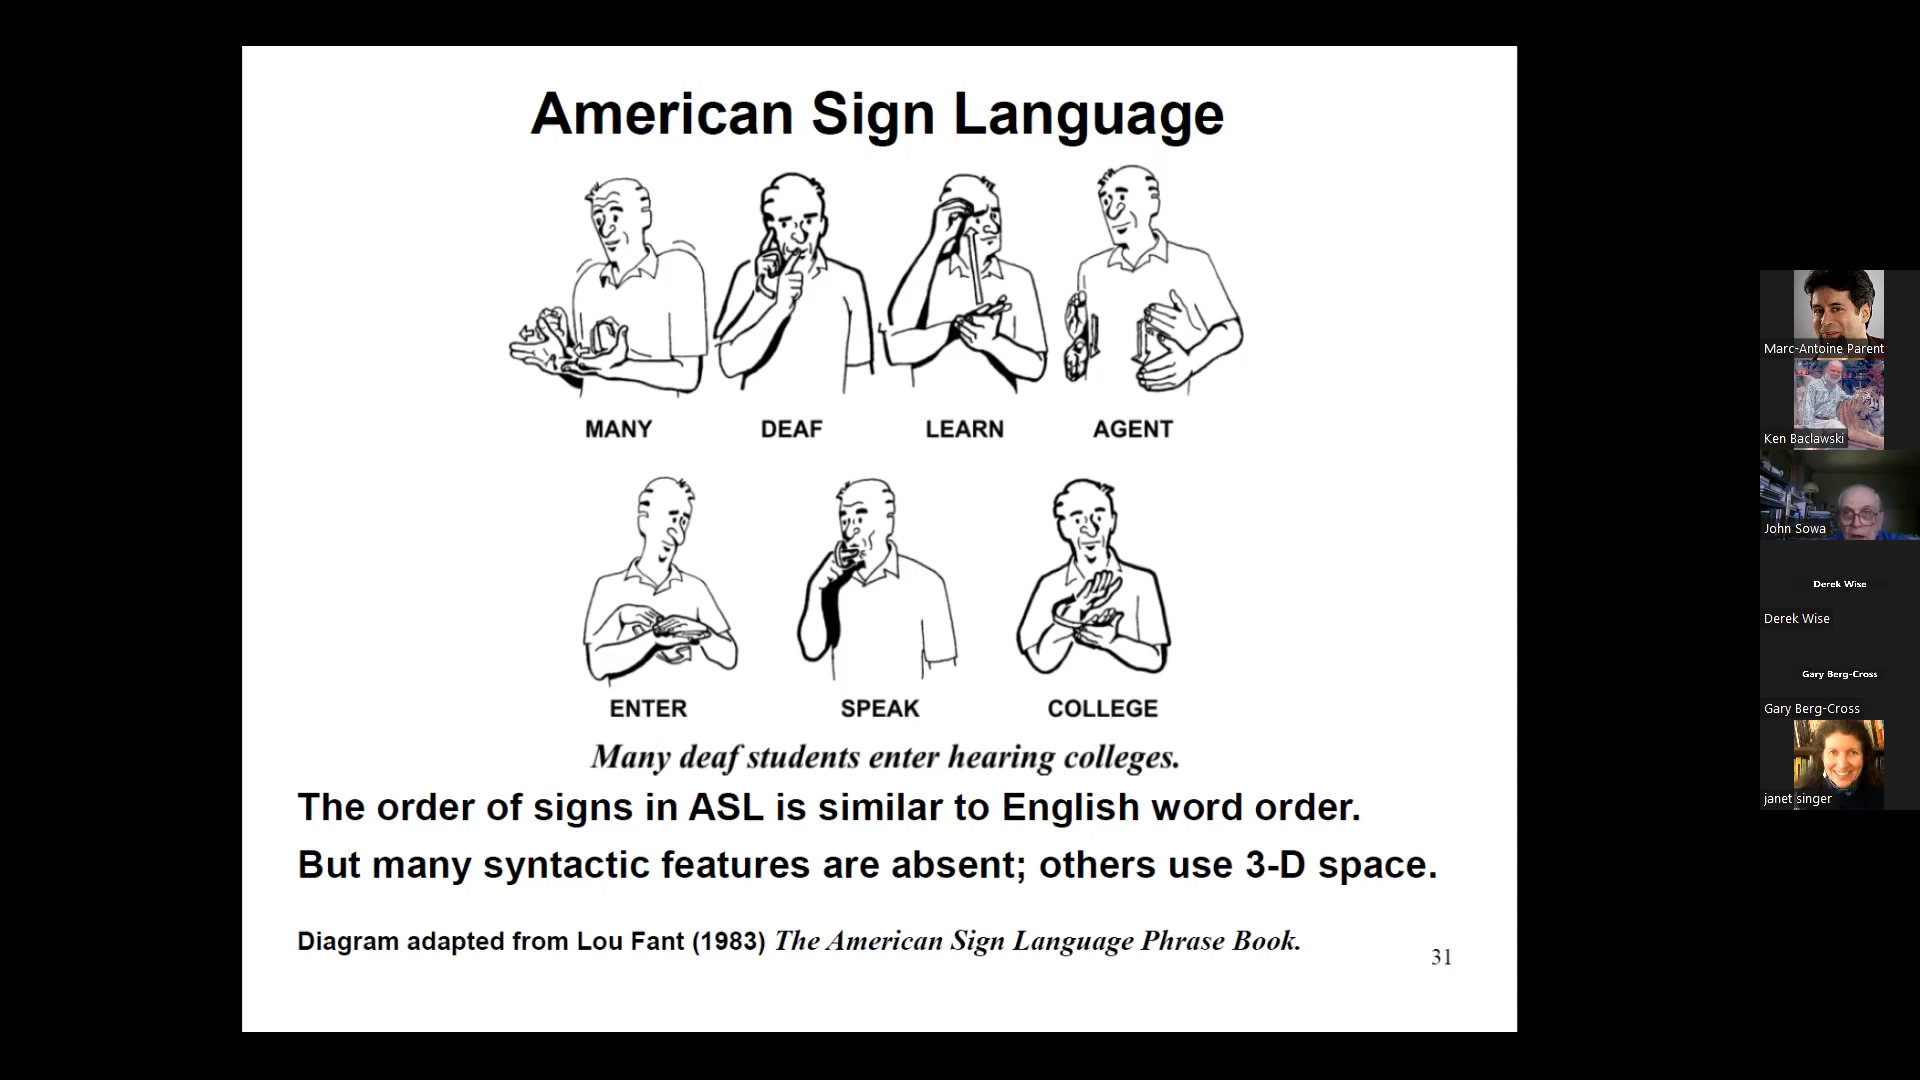 American Sign Language
MANY DEAF LEARN AGENT
ENTER SPEAK COLLEGE
Many deaf students enter hearing colleges.
The order of signs in ASL is similar to English word order.
But many syntactic features are absent; others use 3-D space.
Diagram adapted from Lou Fant (1983) The American Sign Language Phrase Book.
31
Marc-Antoine Parent
Ken Baclawski
John Sowa
Derek Wise
Derek Wise
Gary Berg-Cross
Gary Berg-Cross
janet singer